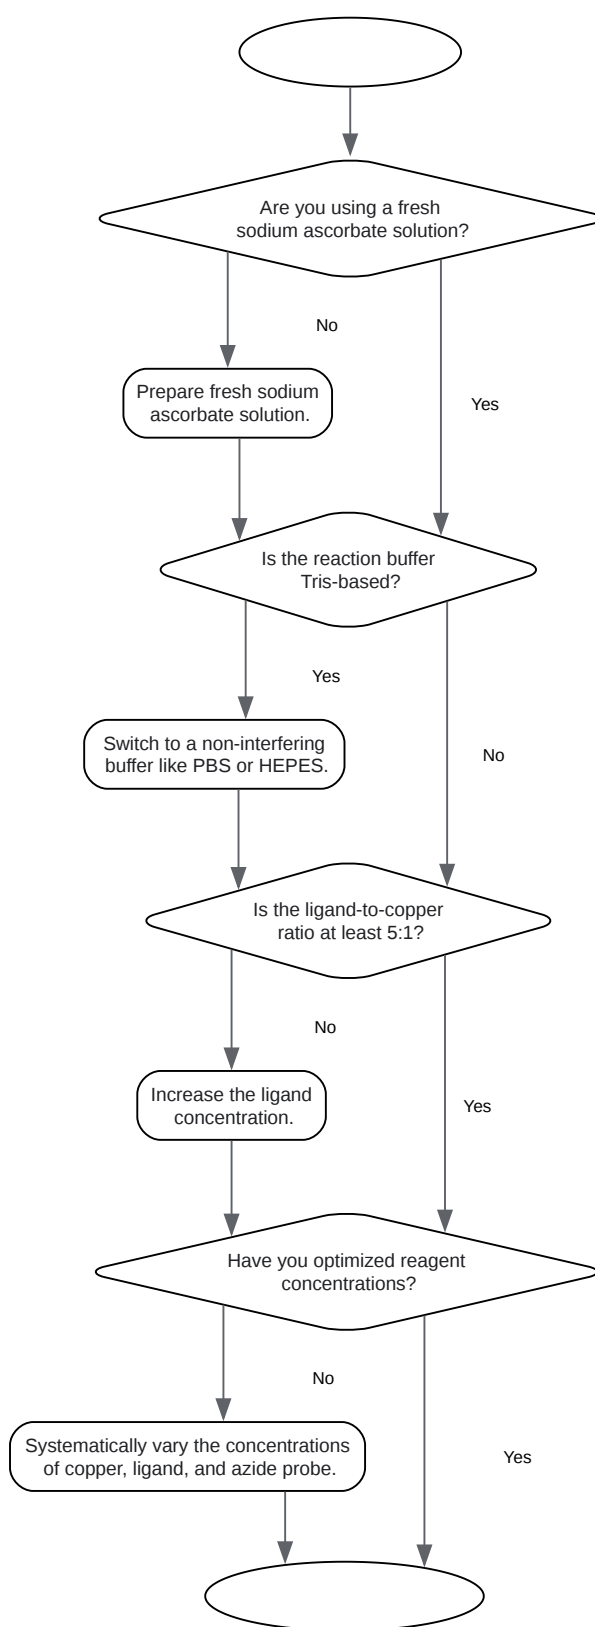 Are you using a fresh
sodium ascorbate solution?
No
Prepare fresh sodium
ascorbate solution.
Yes
Is the reaction buffer
Tris-based?
Yes
Switch to a non-interfering
buffer like PBS or HEPES.
No
Is the ligand-to-copper
ratio at least 5:1?
No
Increase the ligand
concentration.
Yes
Have you optimized reagent
concentrations?
No
Systematically vary the concentrations
of copper, ligand, and azide probe.
Yes